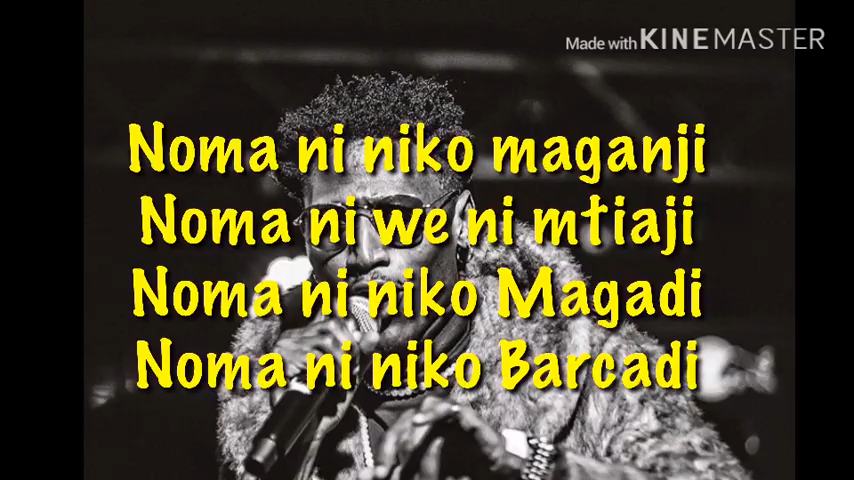 Made with KINEMASTER
Noma ni niko maganji
Noma ni we ni mtiaji
Noma ni niko Magadi
Noma ni niko Barcadi